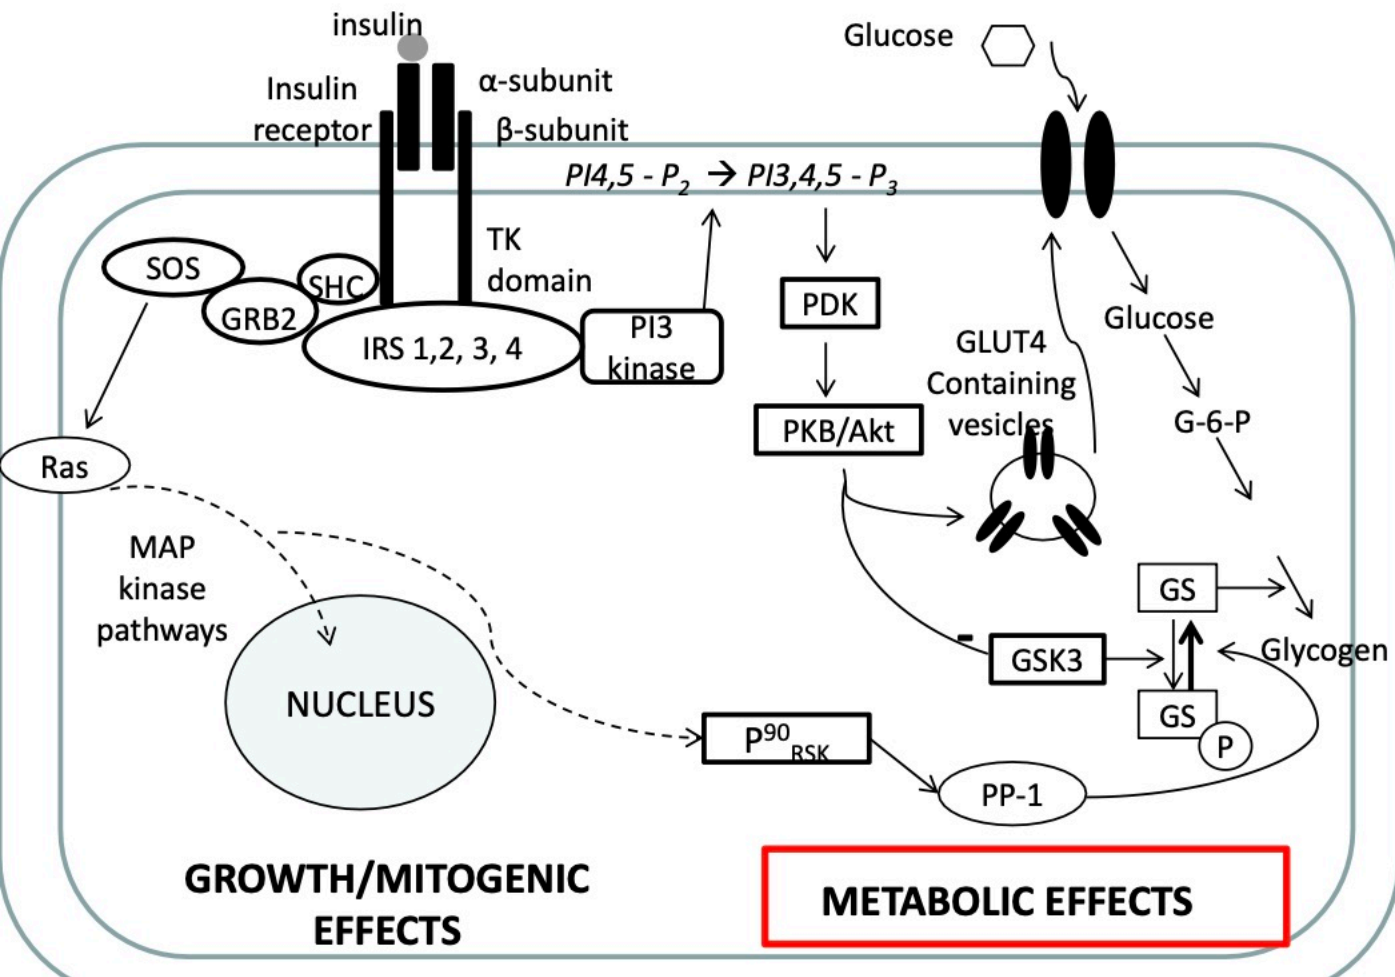 insulin
Glucose
Insulin
receptor
α-subunit
β-subunit
PI4,5 - P2 → PI3,4,5 - P3
SOS
SHC
GRB2
TK
domain
IRS 1,2, 3, 4
PI3
kinase
PDK
Glucose
GLUT4
Containing
vesicles
PKB/Akt
G-6-P
Ras
MAP
kinase
pathways
GS
-
GSK3
Glycogen
NUCLEUS
GS
P
P90RSK
PP-1
GROWTH/MITOGENIC
EFFECTS
METABOLIC EFFECTS